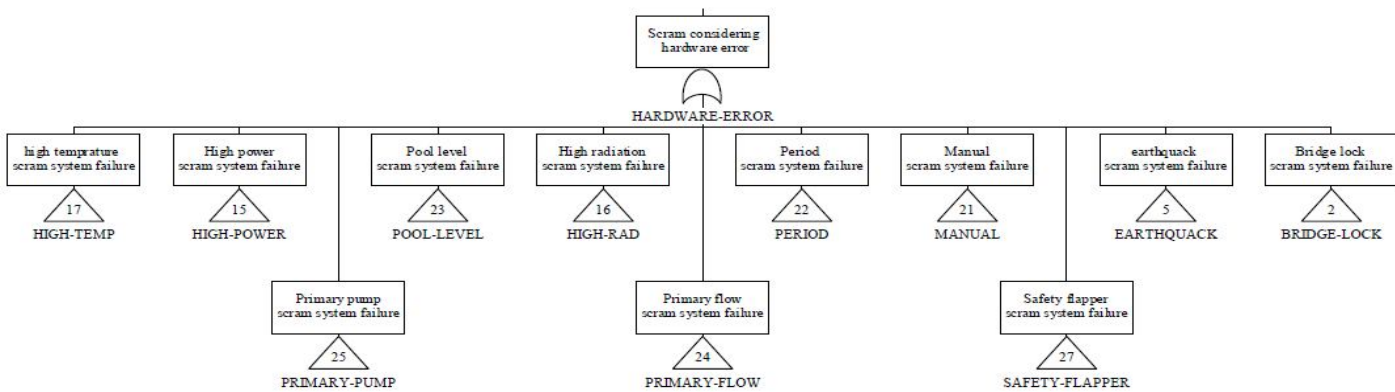 Scram considering
hardware error
HARDWARE-ERROR
high temprature
scram system failure
17
HIGH-TEMP
High power
scram system failure
15
HIGH-POWER
Pool level
scram system failure
23
POOL-LEVEL
High radiation
scram system failure
16
HIGH-RAD
Period
scram system failure
22
PERIOD
Manual
scram system failure
21
MANUAL
earthquack
scram system failure
5
EARTHQUACK
Bridge lock
scram system failure
2
BRIDGE-LOCK
Primary pump
scram system failure
25
PRIMARY-PUMP
Primary flow
scram system failure
24
PRIMARY-FLOW
Safety flapper
scram system failure
27
SAFETY-FLAPPER